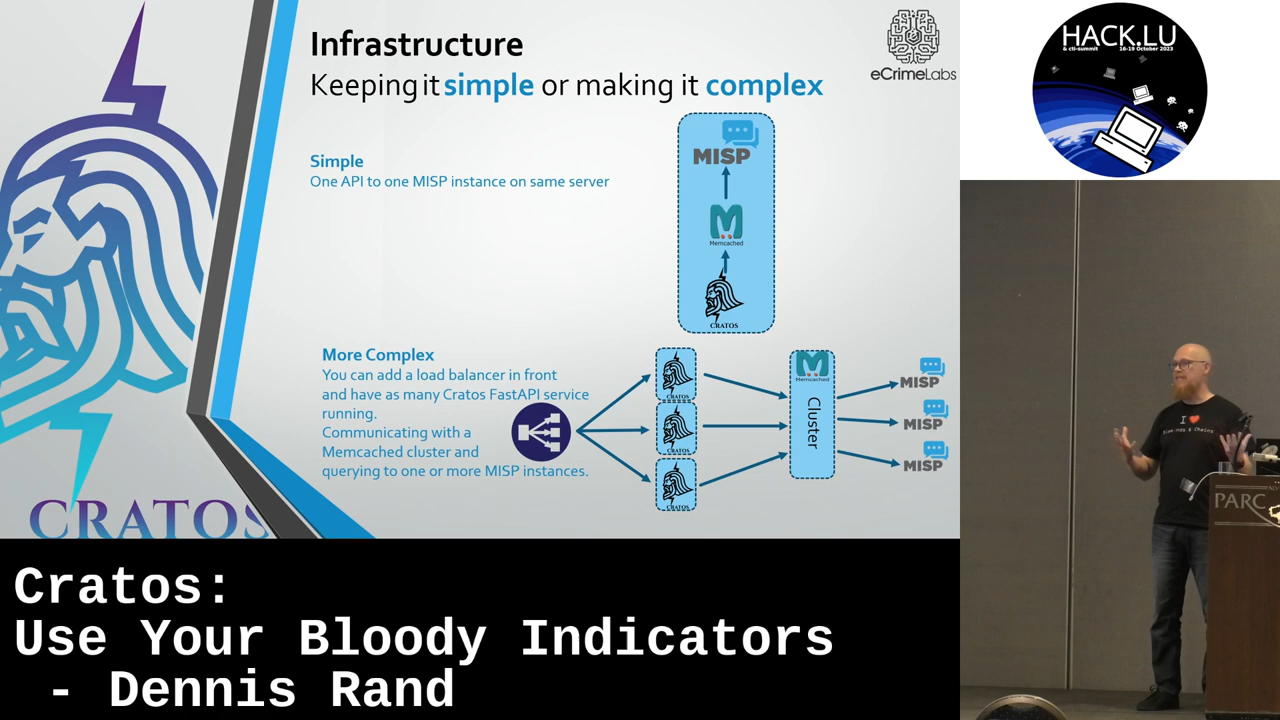 Infrastructure
Keeping it simple or making it complex
eCrimeLabs
HACK.LU
& cti-summit 16-19 October 2023
Simple
One API to one MISP instance on same server
MISP
Memcached
CRATOS
More Complex
You can add a load balancer in front
and have as many Cratos FastAPI service
running.
Communicating with a
Memcached cluster and
querying to one or more MISP instances.
CRATOS
CRATOS
CRATOS
Memcached
Cluster
MISP
MISP
MISP
CRATOS
I
PARC
Cratos:
Use Your Bloody Indicators
- Dennis Rand